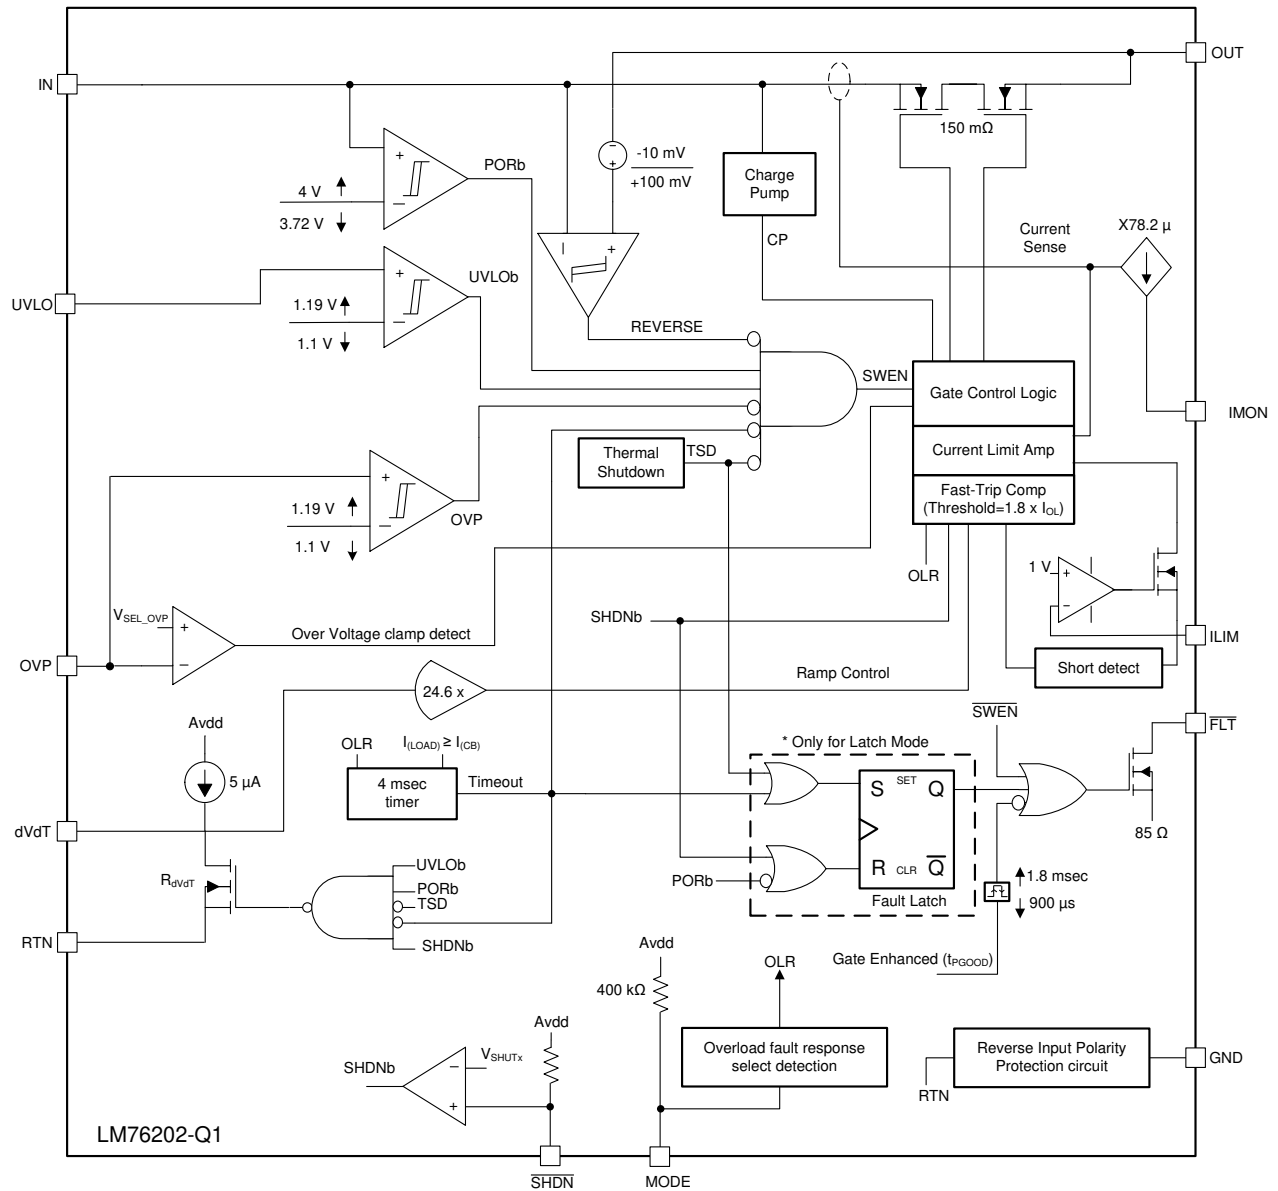 OUT
IN
150 mΩ
PORb
-10 mV
+100 mV
Charge
Pump
4 V
3.72 V
CP
Current
Sense
X78.2 µ
UVLO
UVLOb
1.19 V
1.1 V
REVERSE
SWEN
Gate Control Logic
IMON
Thermal
Shutdown
TSD
Current Limit Amp
Fast-Trip Comp
(Threshold=1.8 x IOL)
1.19 V
1.1 V
OVP
OLR
1 V
VSEL_OVP
SHDNb
ILIM
Over Voltage clamp detect
OVP
Short detect
24.6 x
Ramp Control
Avdd
SWEN
FLT
OLR
I(LOAD) ≥ I(CB)
* Only for Latch Mode
5 µA
4 msec
timer
Timeout
S
SET
Q
dVdT
85 Ω
RdVdT
UVLOb
PORb
TSD
SHDNb
PORb
R
CLR
Q
Fault Latch
1.8 msec
900 µs
RTN
Avdd
OLR
Gate Enhanced (tPGOOD)
400 kΩ
Avdd
SHDNb
VSHUTx
Overload fault response
select detection
Reverse Input Polarity
Protection circuit
GND
RTN
LM76202-Q1
SHDN
MODE
+
−
+
−
+
−
+
−
−
+
−
+
+
−
−
+